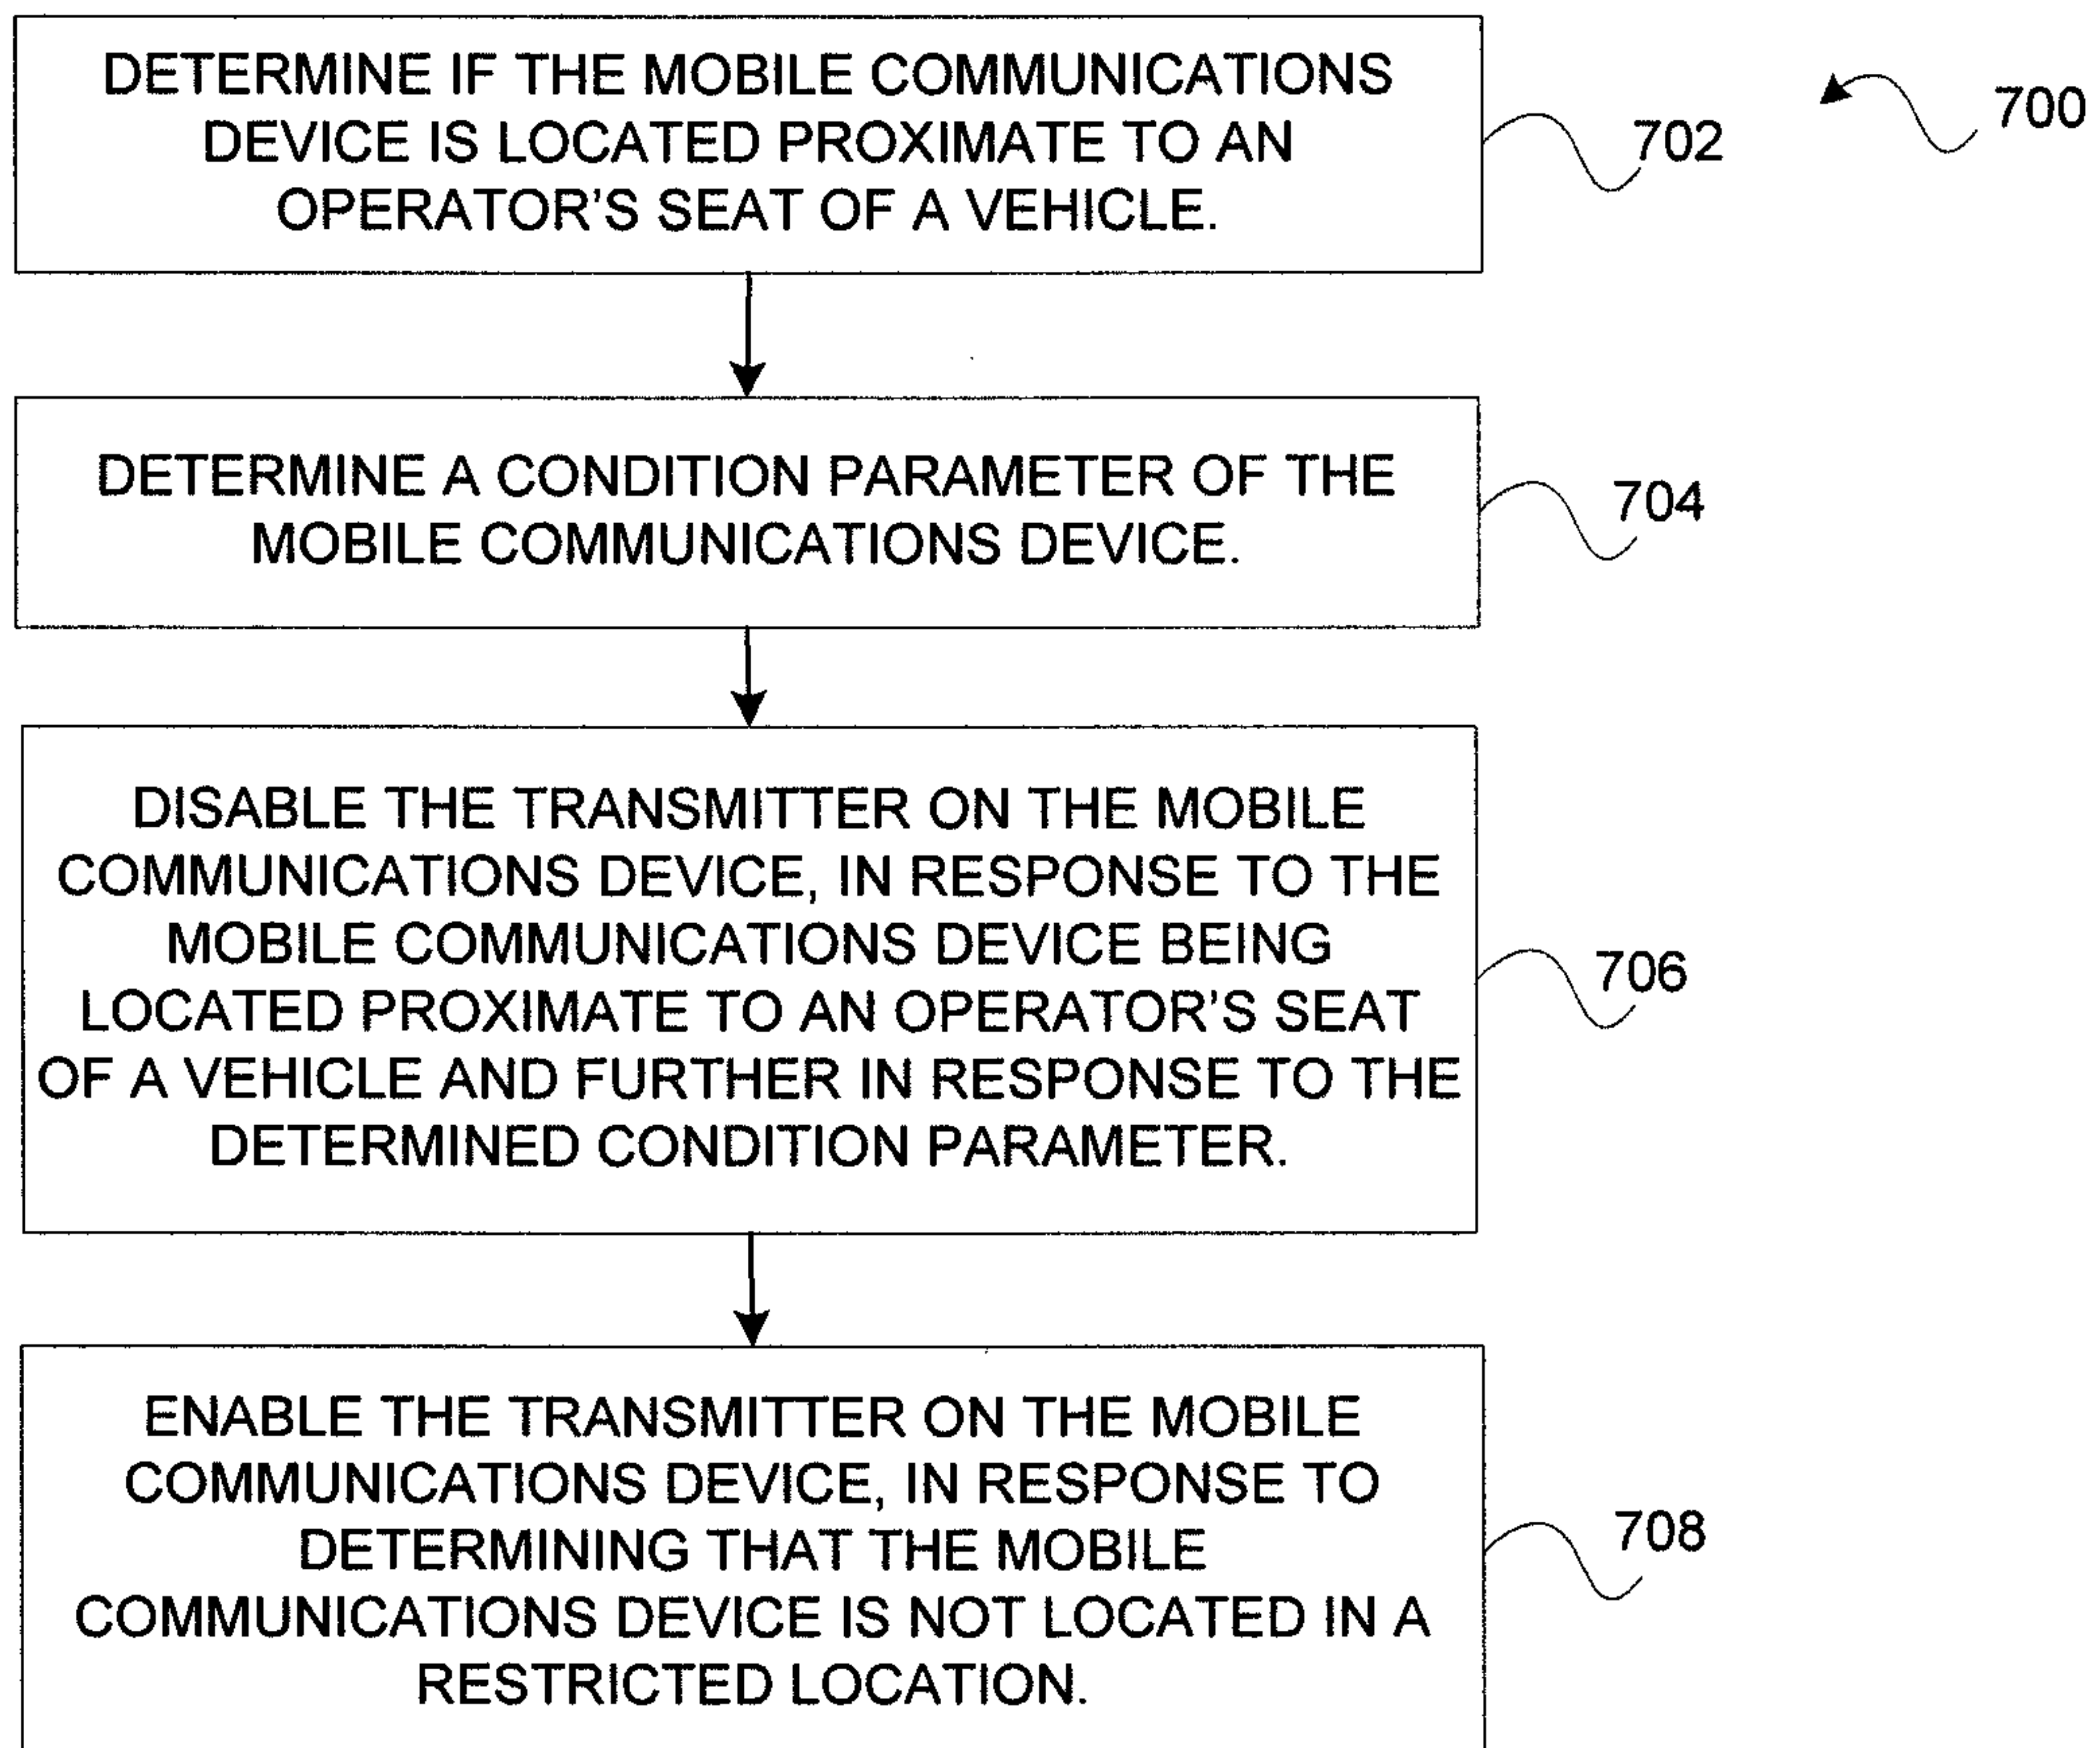 DETERMINE IF THE MOBILE COMMUNICATIONS
DEVICE IS LOCATED PROXIMATE TO AN
OPERATOR'S SEAT OF A VEHICLE.
702
700
DETERMINE A CONDITION PARAMETER OF THE
MOBILE COMMUNICATIONS DEVICE.
704
DISABLE THE TRANSMITTER ON THE MOBILE
COMMUNICATIONS DEVICE, IN RESPONSE TO THE
MOBILE COMMUNICATIONS DEVICE BEING
LOCATED PROXIMATE TO AN OPERATOR'S SEAT
OF A VEHICLE AND FURTHER IN RESPONSE TO THE
DETERMINED CONDITION PARAMETER.
706
ENABLE THE TRANSMITTER ON THE MOBILE
COMMUNICATIONS DEVICE, IN RESPONSE TO
DETERMINING THAT THE MOBILE
COMMUNICATIONS DEVICE IS NOT LOCATED IN A
RESTRICTED LOCATION.
708